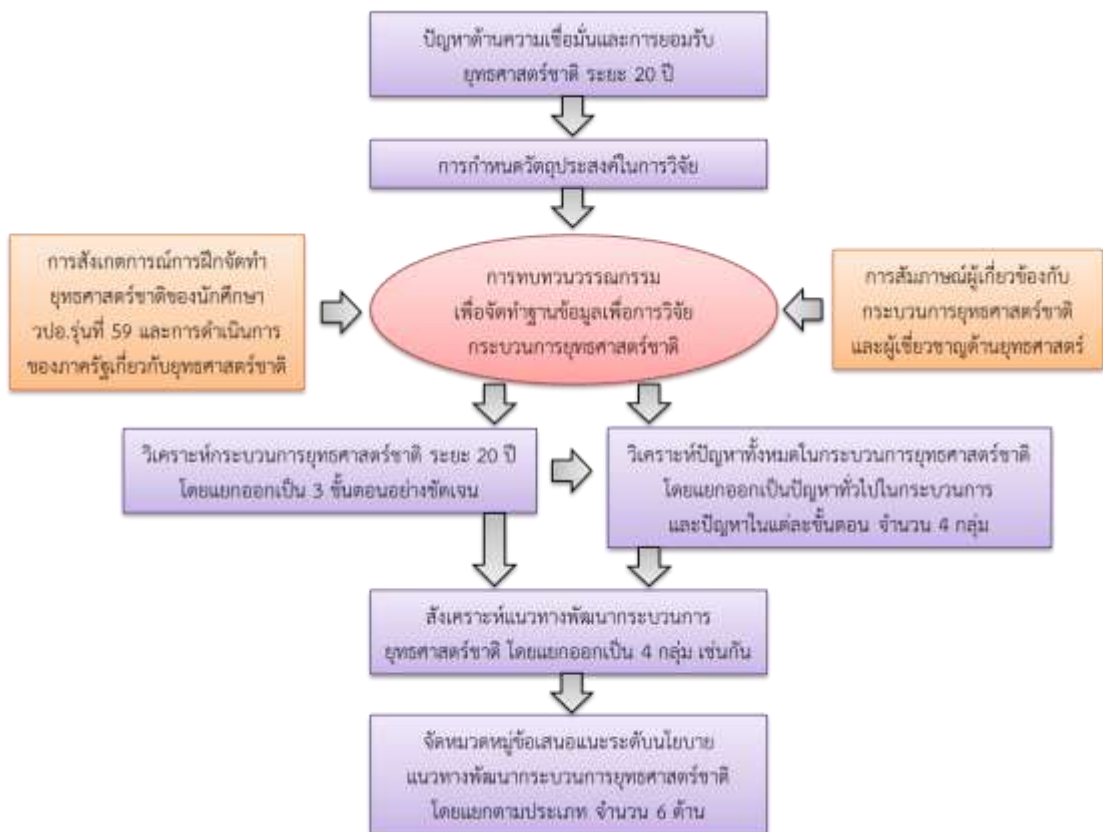 ปัญหาด้านความเชื่อมั่นและการยอมรับ
ยุทธศาสตร์ชาติ ระยะ 20 ปี
การกำหนดวัตถุประสงค์ในการวิจัย
การสังเกตการณ์การฝึกจัดทำ
ยุทธศาสตร์ชาติของนักศึกษา
วปอ.รุ่นที่ 59 และการดำเนินการ
ของภาครัฐเกี่ยวกับยุทธศาสตร์ชาติ
การทบทวนวรรณกรรม
เพื่อจัดทำฐานข้อมูลเพื่อการวิจัย
กระบวนการยุทธศาสตร์ชาติ
การสัมภาษณ์ผู้เกี่ยวข้องกับ
กระบวนการยุทธศาสตร์ชาติ
และผู้เชี่ยวชาญด้านยุทธศาสตร์
วิเคราะห์กระบวนการยุทธศาสตร์ชาติ ระยะ 20 ปี
โดยแยกออกเป็น 3 ขั้นตอนอย่างชัดเจน
วิเคราะห์ปัญหาทั้งหมดในกระบวนการยุทธศาสตร์ชาติ
โดยแยกออกเป็นปัญหาทั่วไปในกระบวนการ
และปัญหาในแต่ละขั้นตอน จำนวน 4 กลุ่ม
สังเคราะห์แนวทางพัฒนากระบวนการ
ยุทธศาสตร์ชาติ โดยแยกออกเป็น 4 กลุ่ม เช่นกัน
จัดหมวดหมู่ข้อเสนอแนะระดับนโยบาย
แนวทางพัฒนากระบวนการยุทธศาสตร์ชาติ
โดยแยกตามประเภท จำนวน 6 ด้าน